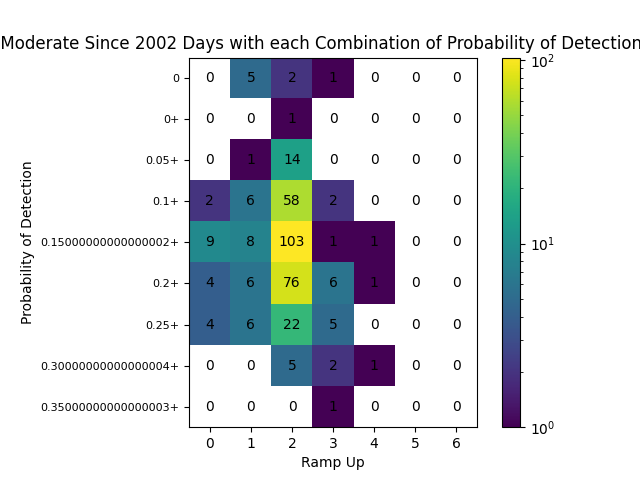 Moderate Since 2002 Days with each Combination of Probability of Detection
Probability of Detection
0 0 5 2 1 0 0 0
0+ 0 0 1 0 0 0 0
0.05+ 0 1 14 0 0 0 0
0.1+ 2 6 58 2 0 0 0
0.15000000000000002+ 9 8 103 1 1 0 0
0.2+ 4 6 76 6 1 0 0
0.25+ 4 6 22 5 0 0 0
0.30000000000000004+ 0 0 5 2 1 0 0
0.35000000000000003+ 0 0 0 1 0 0 0
0 1 2 3 4 5 6
Ramp Up
10²
10¹
10⁰